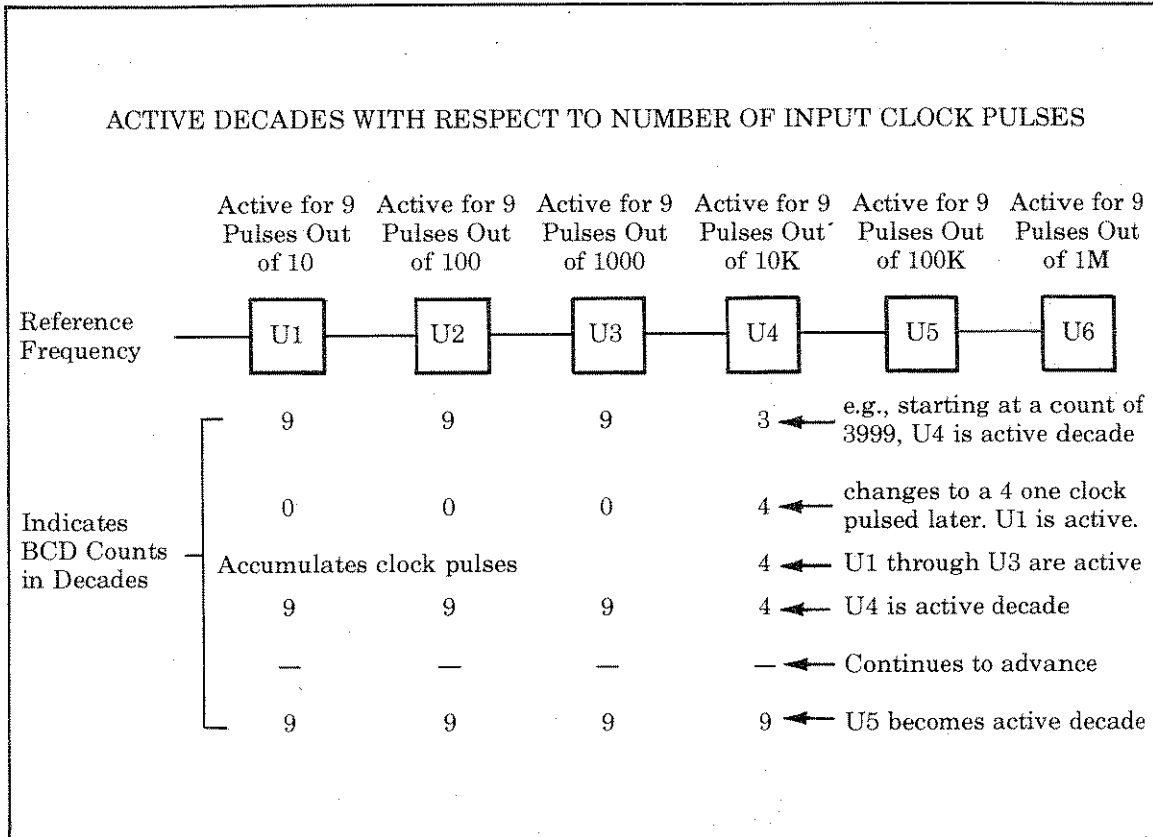 ACTIVE DECADES WITH RESPECT TO NUMBER OF INPUT CLOCK PULSES
Active for 9 Active for 9 Active for 9 Active for 9 Active for 9 Active for 9
Pulses Out Pulses Out Pulses Out Pulses Out Pulses Out Pulses Out
of 10 of 100 of 1000 of 10K of 100K of 1M
Reference
Frequency
U1 U2 U3 U4 U5 U6
9 9 9 3 e.g., starting at a count of
3999, U4 is active decade
0 0 0 4 changes to a 4 one clock
pulsed later. U1 is active.
Indicates
BCD Counts
in Decades
Accumulates clock pulses 4 U1 through U3 are active
9 9 9 4 U4 is active decade
— — — — Continues to advance
9 9 9 9 U5 becomes active decade